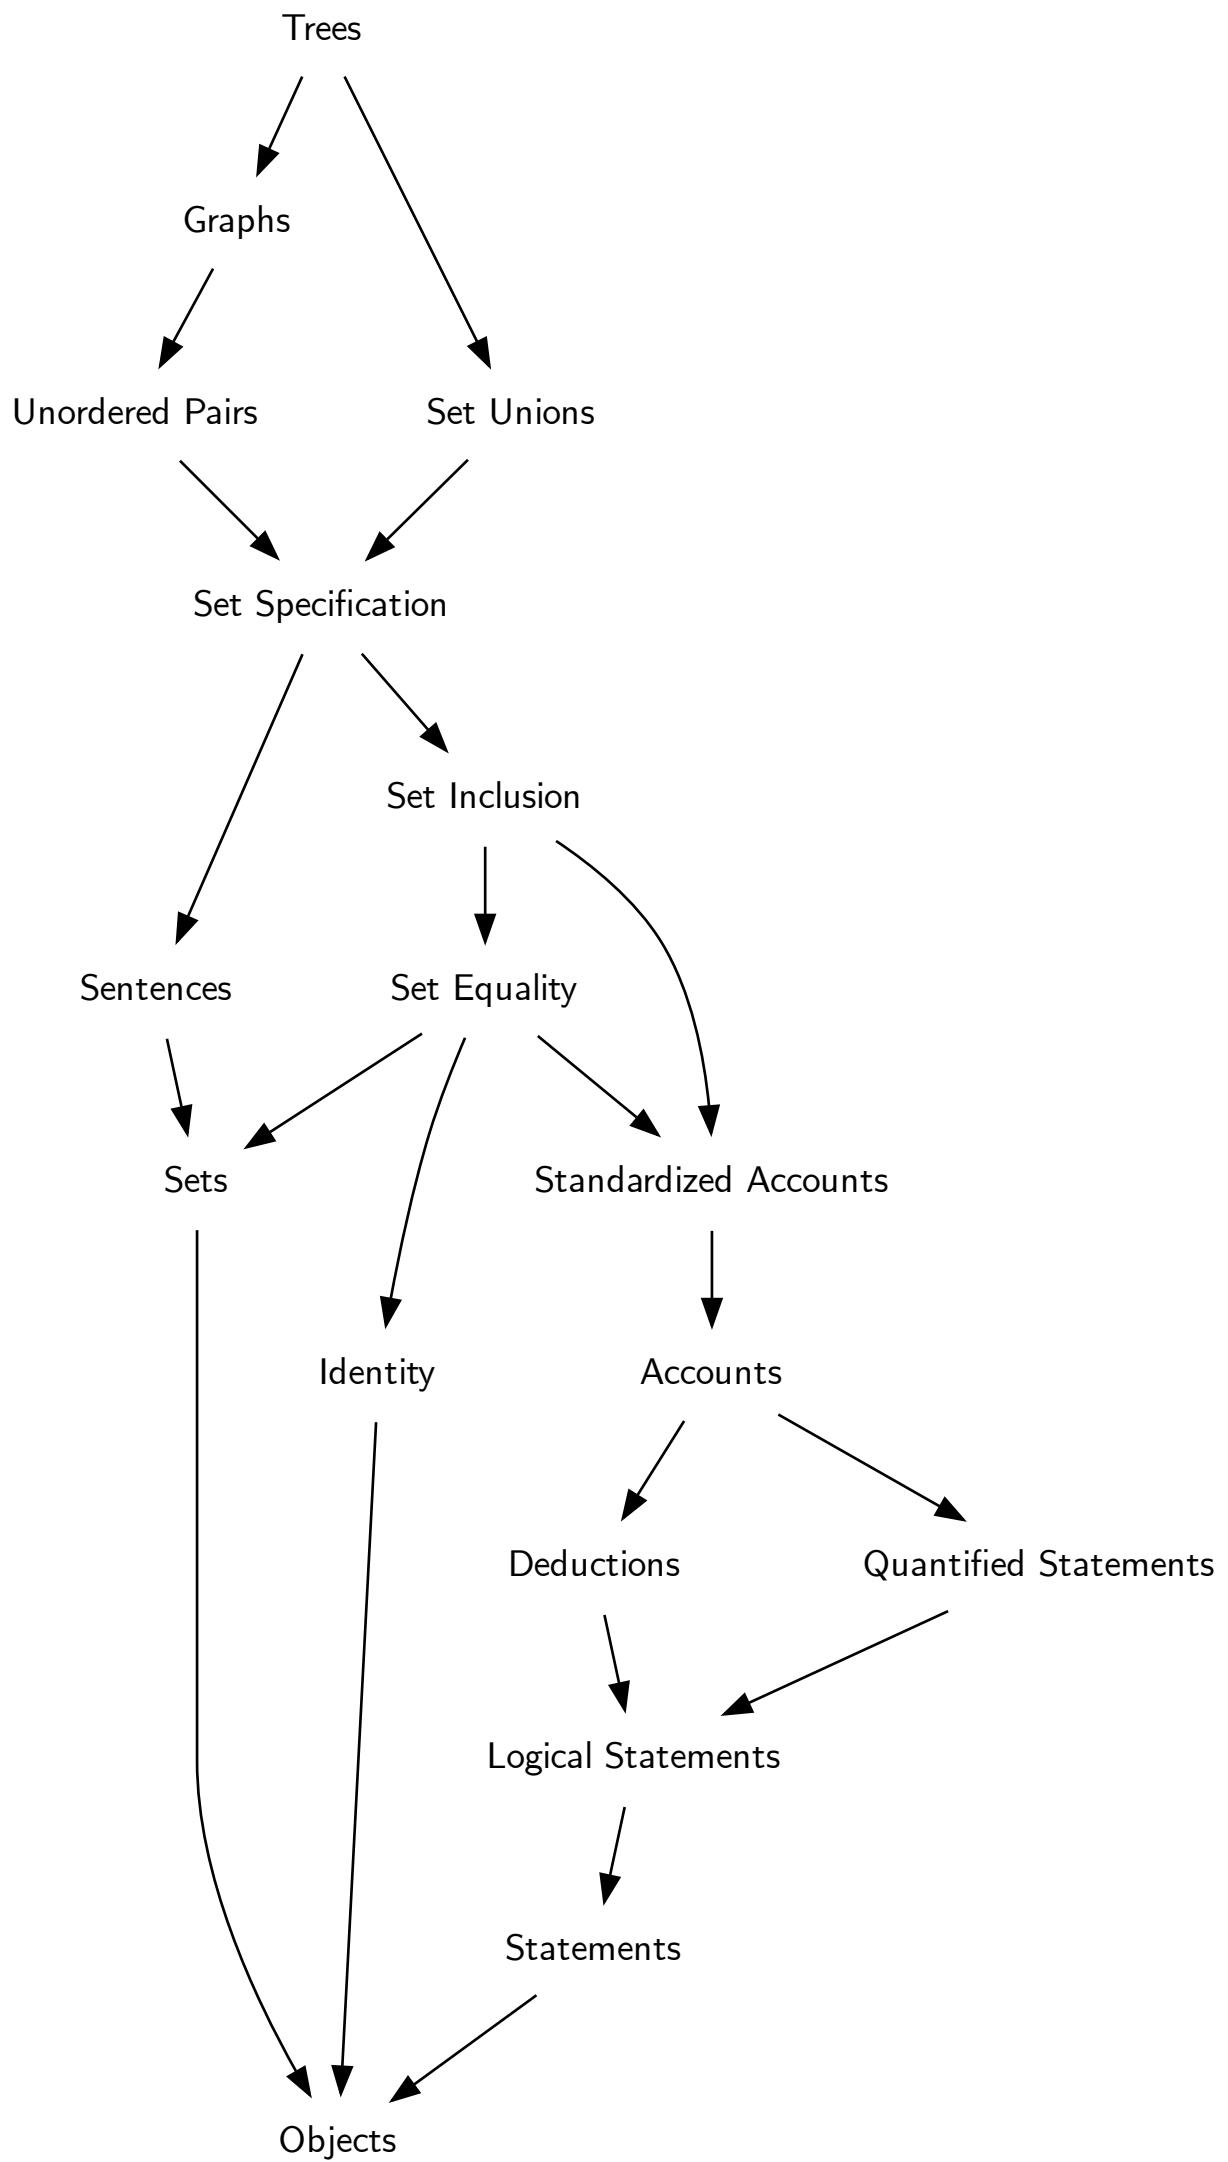 Trees
Graphs
Unordered Pairs
Set Unions
Set Specification
Set Inclusion
Sentences
Set Equality
Sets
Standardized Accounts
Identity
Accounts
Deductions
Quantified Statements
Logical Statements
Statements
Objects